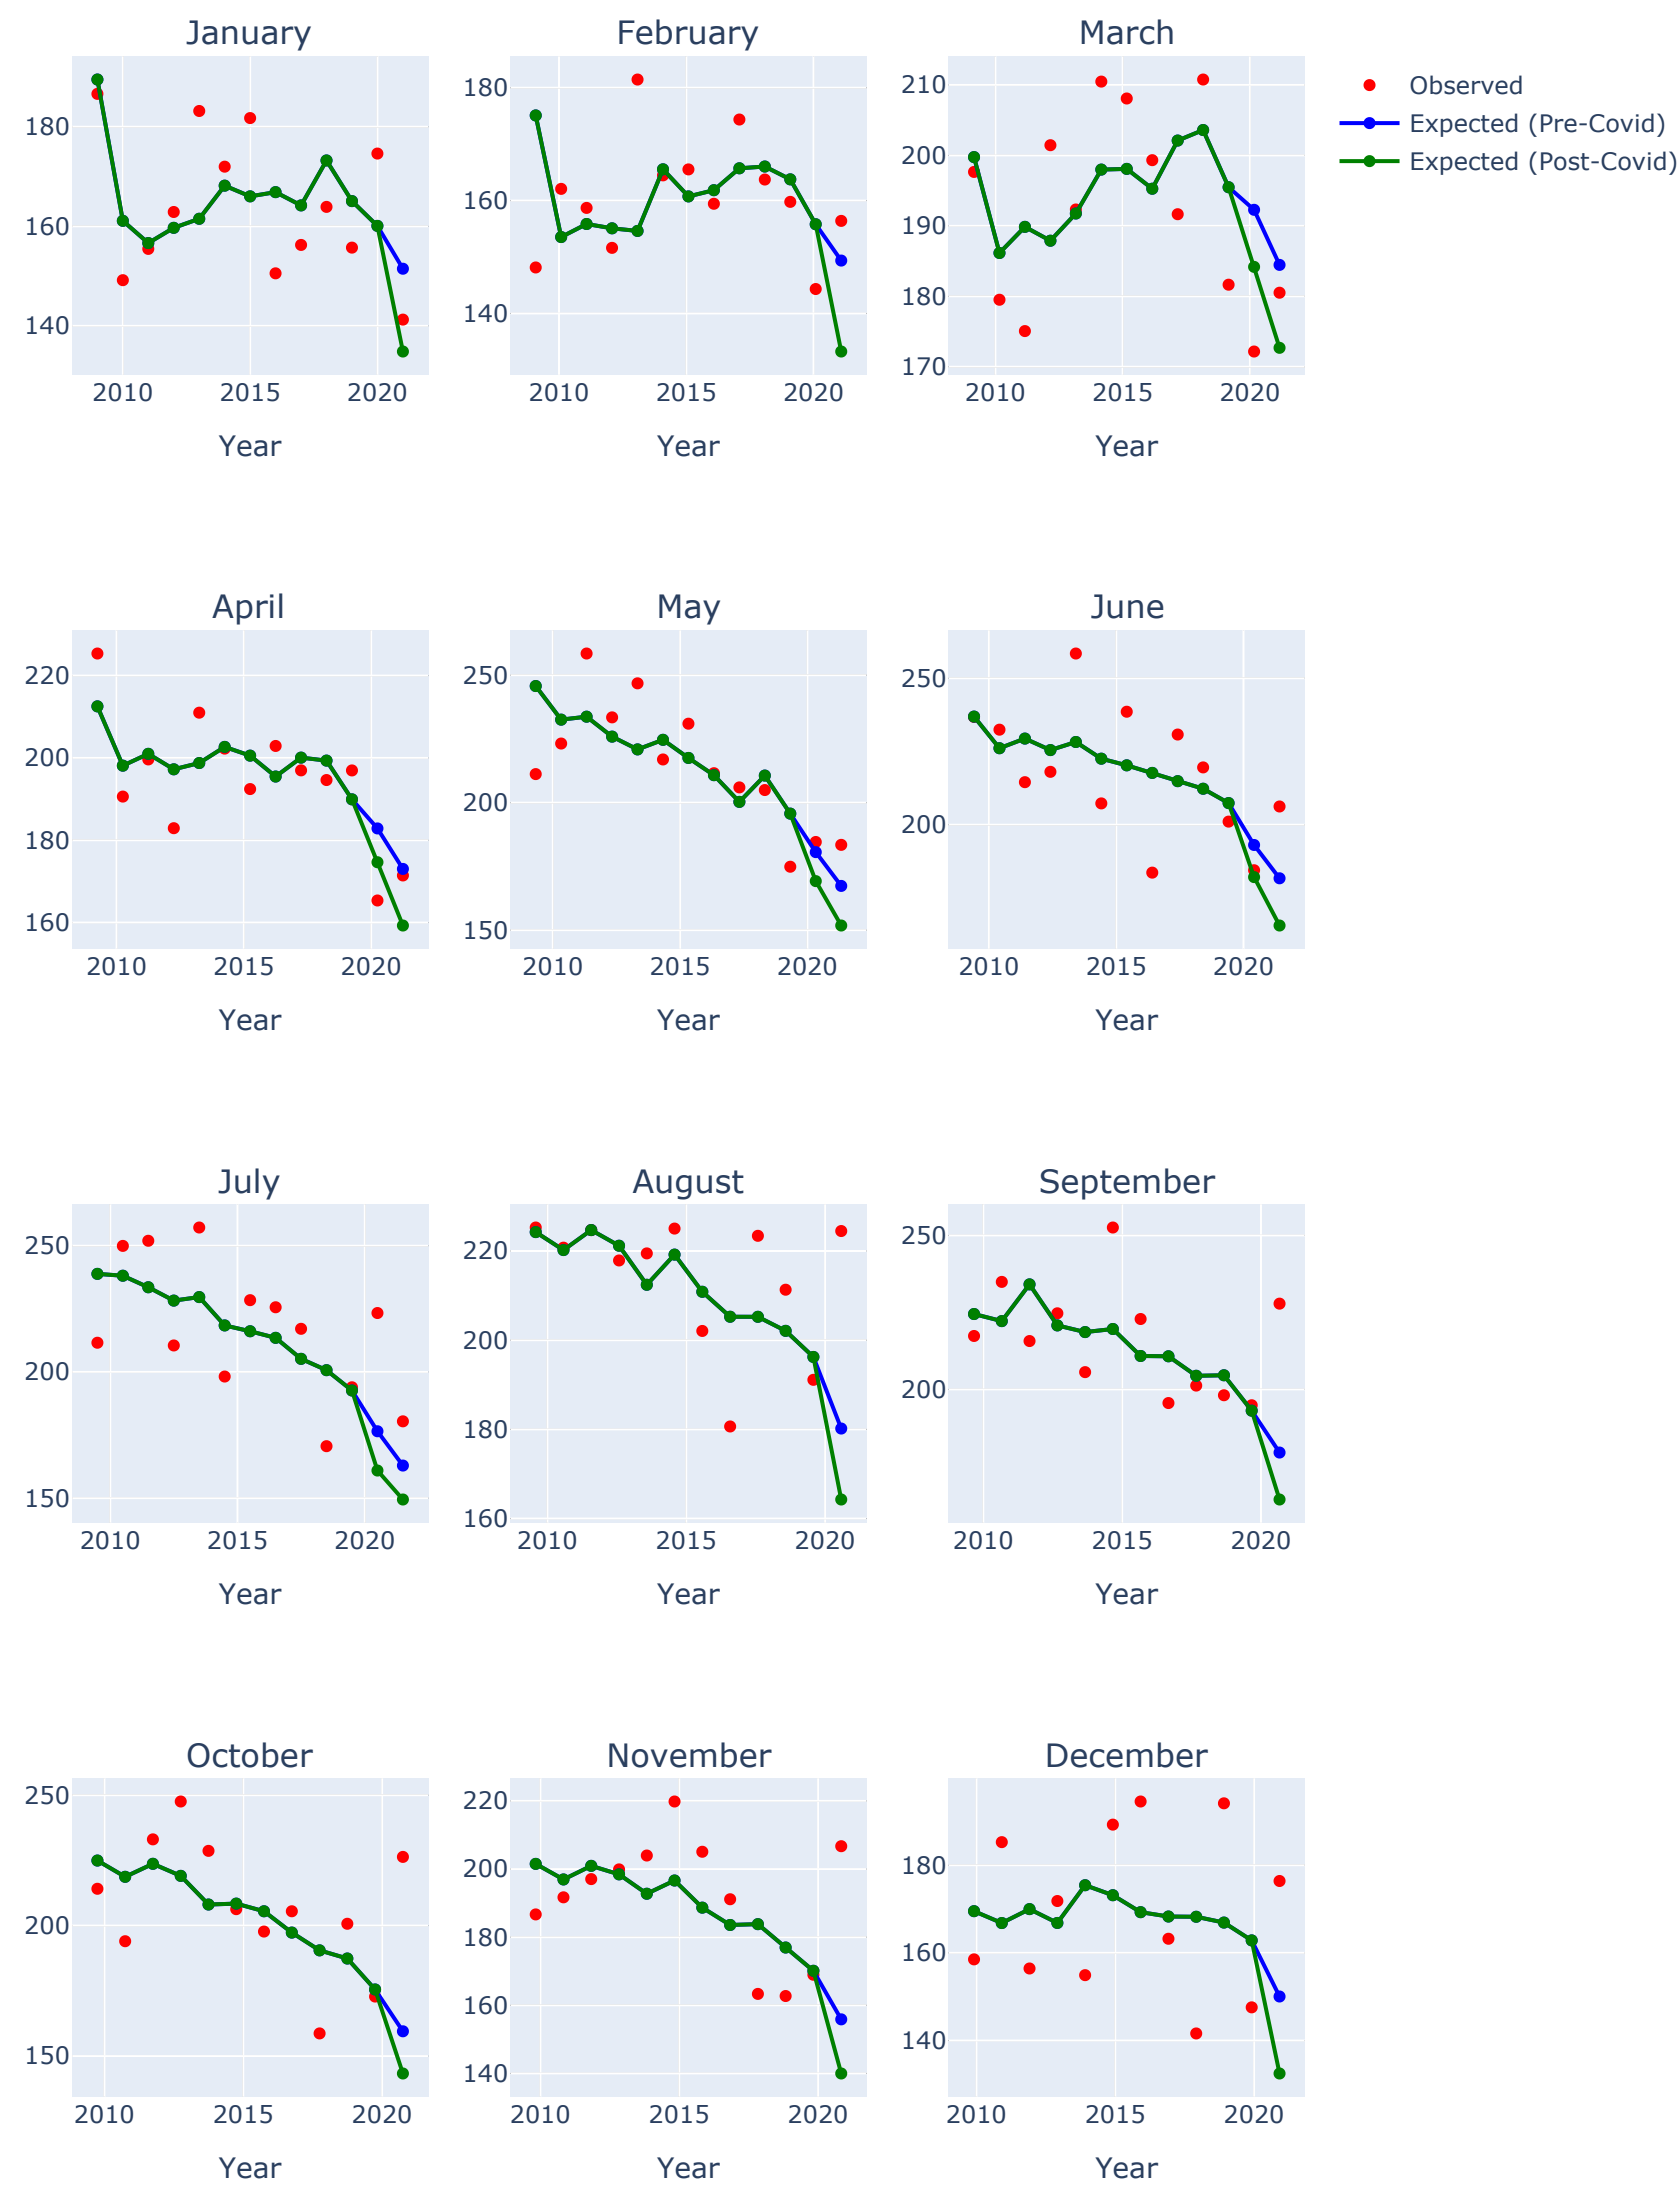 January February March
Observed
Expected (Pre-Covid)
Expected (Post-Covid)
180
160
140
180
160
140
210
200
190
180
170
2010 2015 2020 2010 2015 2020 2010 2015 2020
Year Year Year
April May June
220
200
180
160
250
200
150
250
200
2010 2015 2020 2010 2015 2020 2010 2015 2020
Year Year Year
July August September
250
200
150
220
200
180
160
250
200
2010 2015 2020 2010 2015 2020 2010 2015 2020
Year Year Year
October November December
250
200
150
220
200
180
160
140
180
160
140
2010 2015 2020 2010 2015 2020 2010 2015 2020
Year Year Year